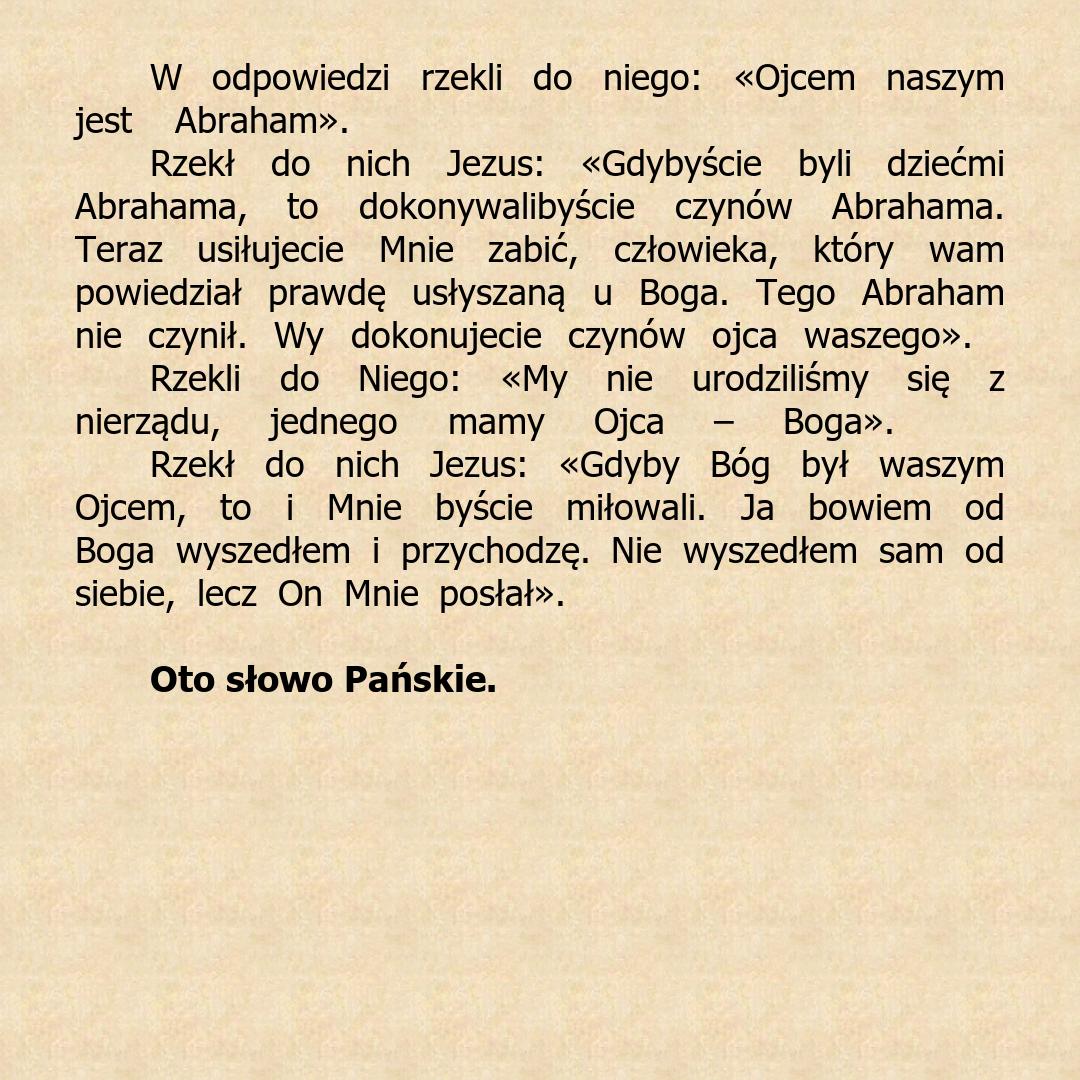 W odpowiedzi rzekli do niego: «Ojcem naszym
jest Abraham».
Rzekł do nich Jezus: «Gdybyście byli dziećmi
Abrahama, to dokonywalibyście czynów Abrahama.
Teraz usiłujecie Mnie zabić, człowieka, który wam
powiedział prawdę usłyszaną u Boga. Tego Abraham
nie czynił. Wy dokonujecie czynów ojca waszego».
Rzekli do Niego: «My nie urodziliśmy się z
nierządu, jednego mamy Ojca – Boga».
Rzekł do nich Jezus: «Gdyby Bóg był waszym
Ojcem, to i Mnie byście miłowali. Ja bowiem od
Boga wyszedłem i przychodzę. Nie wyszedłem sam od
siebie, lecz On Mnie posłał».
Oto słowo Pańskie.